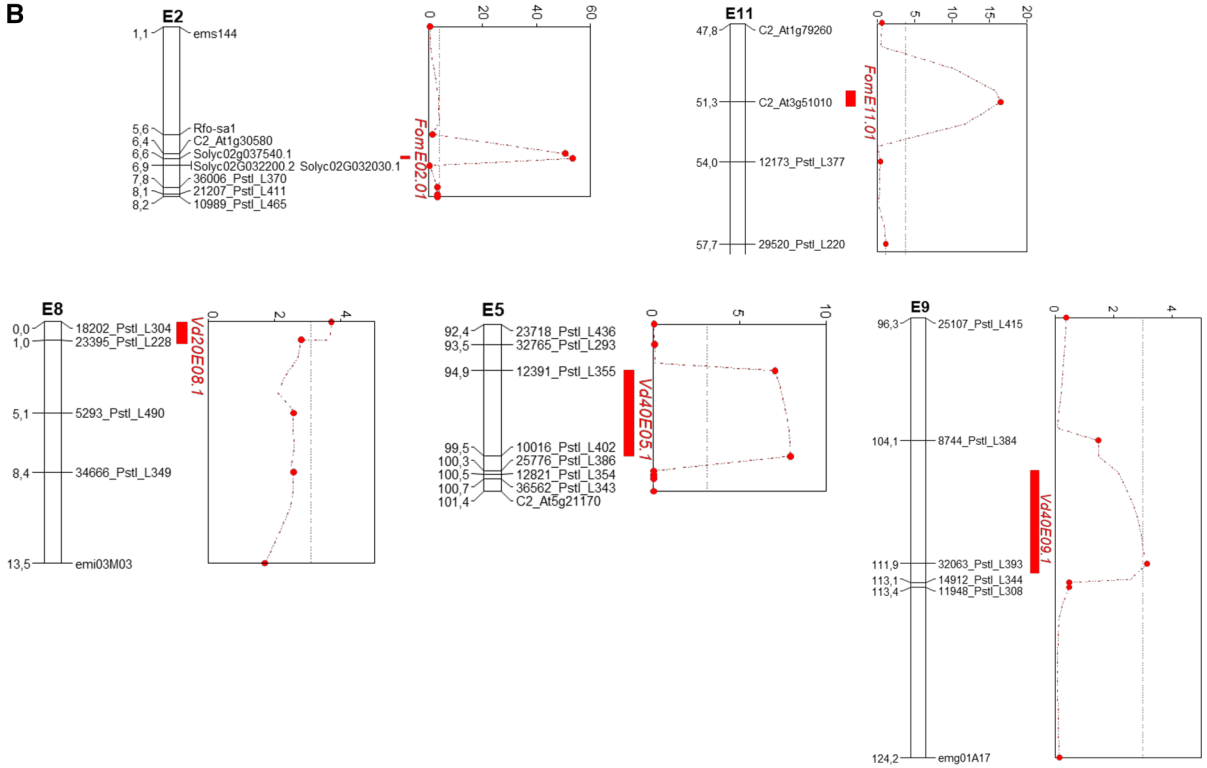 B
E2
1,1 ems144
5,6 Rfo-sa1
6,4 C2_At1g30580
6,6 Solyc02g037540.1
6,9 Solyc02G032200.2 Solyc02G032030.1
7,8 36006_PstI_L370
8,1 21207_PstI_L411
8,2 10989_PstI_L465
FomE02.01
0 20 40 60
E11
47,8 C2_At1g79260
51,3 C2_At3g51010
54,0 12173_PstI_L377
57,7 29520_PstI_L220
FomE11.01
0 5 10 15 20
E8
0,0 18202_PstI_L304
1,0 23395_PstI_L228
5,1 5293_PstI_L490
8,4 34666_PstI_L349
13,5 emi03M03
Vd20E08.1
0 2 4
E5
92,4 23718_PstI_L436
93,5 32765_PstI_L293
94,9 12391_PstI_L355
99,5 10016_PstI_L402
100,3 25776_PstI_L386
100,5 12821_PstI_L354
100,7 36562_PstI_L343
101,4 C2_At5g21170
Vd40E05.1
0 5 10
E9
96,3 25107_PstI_L415
104,1 8744_PstI_L384
111,9 32063_PstI_L393
113,1 14912_PstI_L344
113,4 11948_PstI_L308
124,2 emg01A17
Vd40E09.1
0 2 4